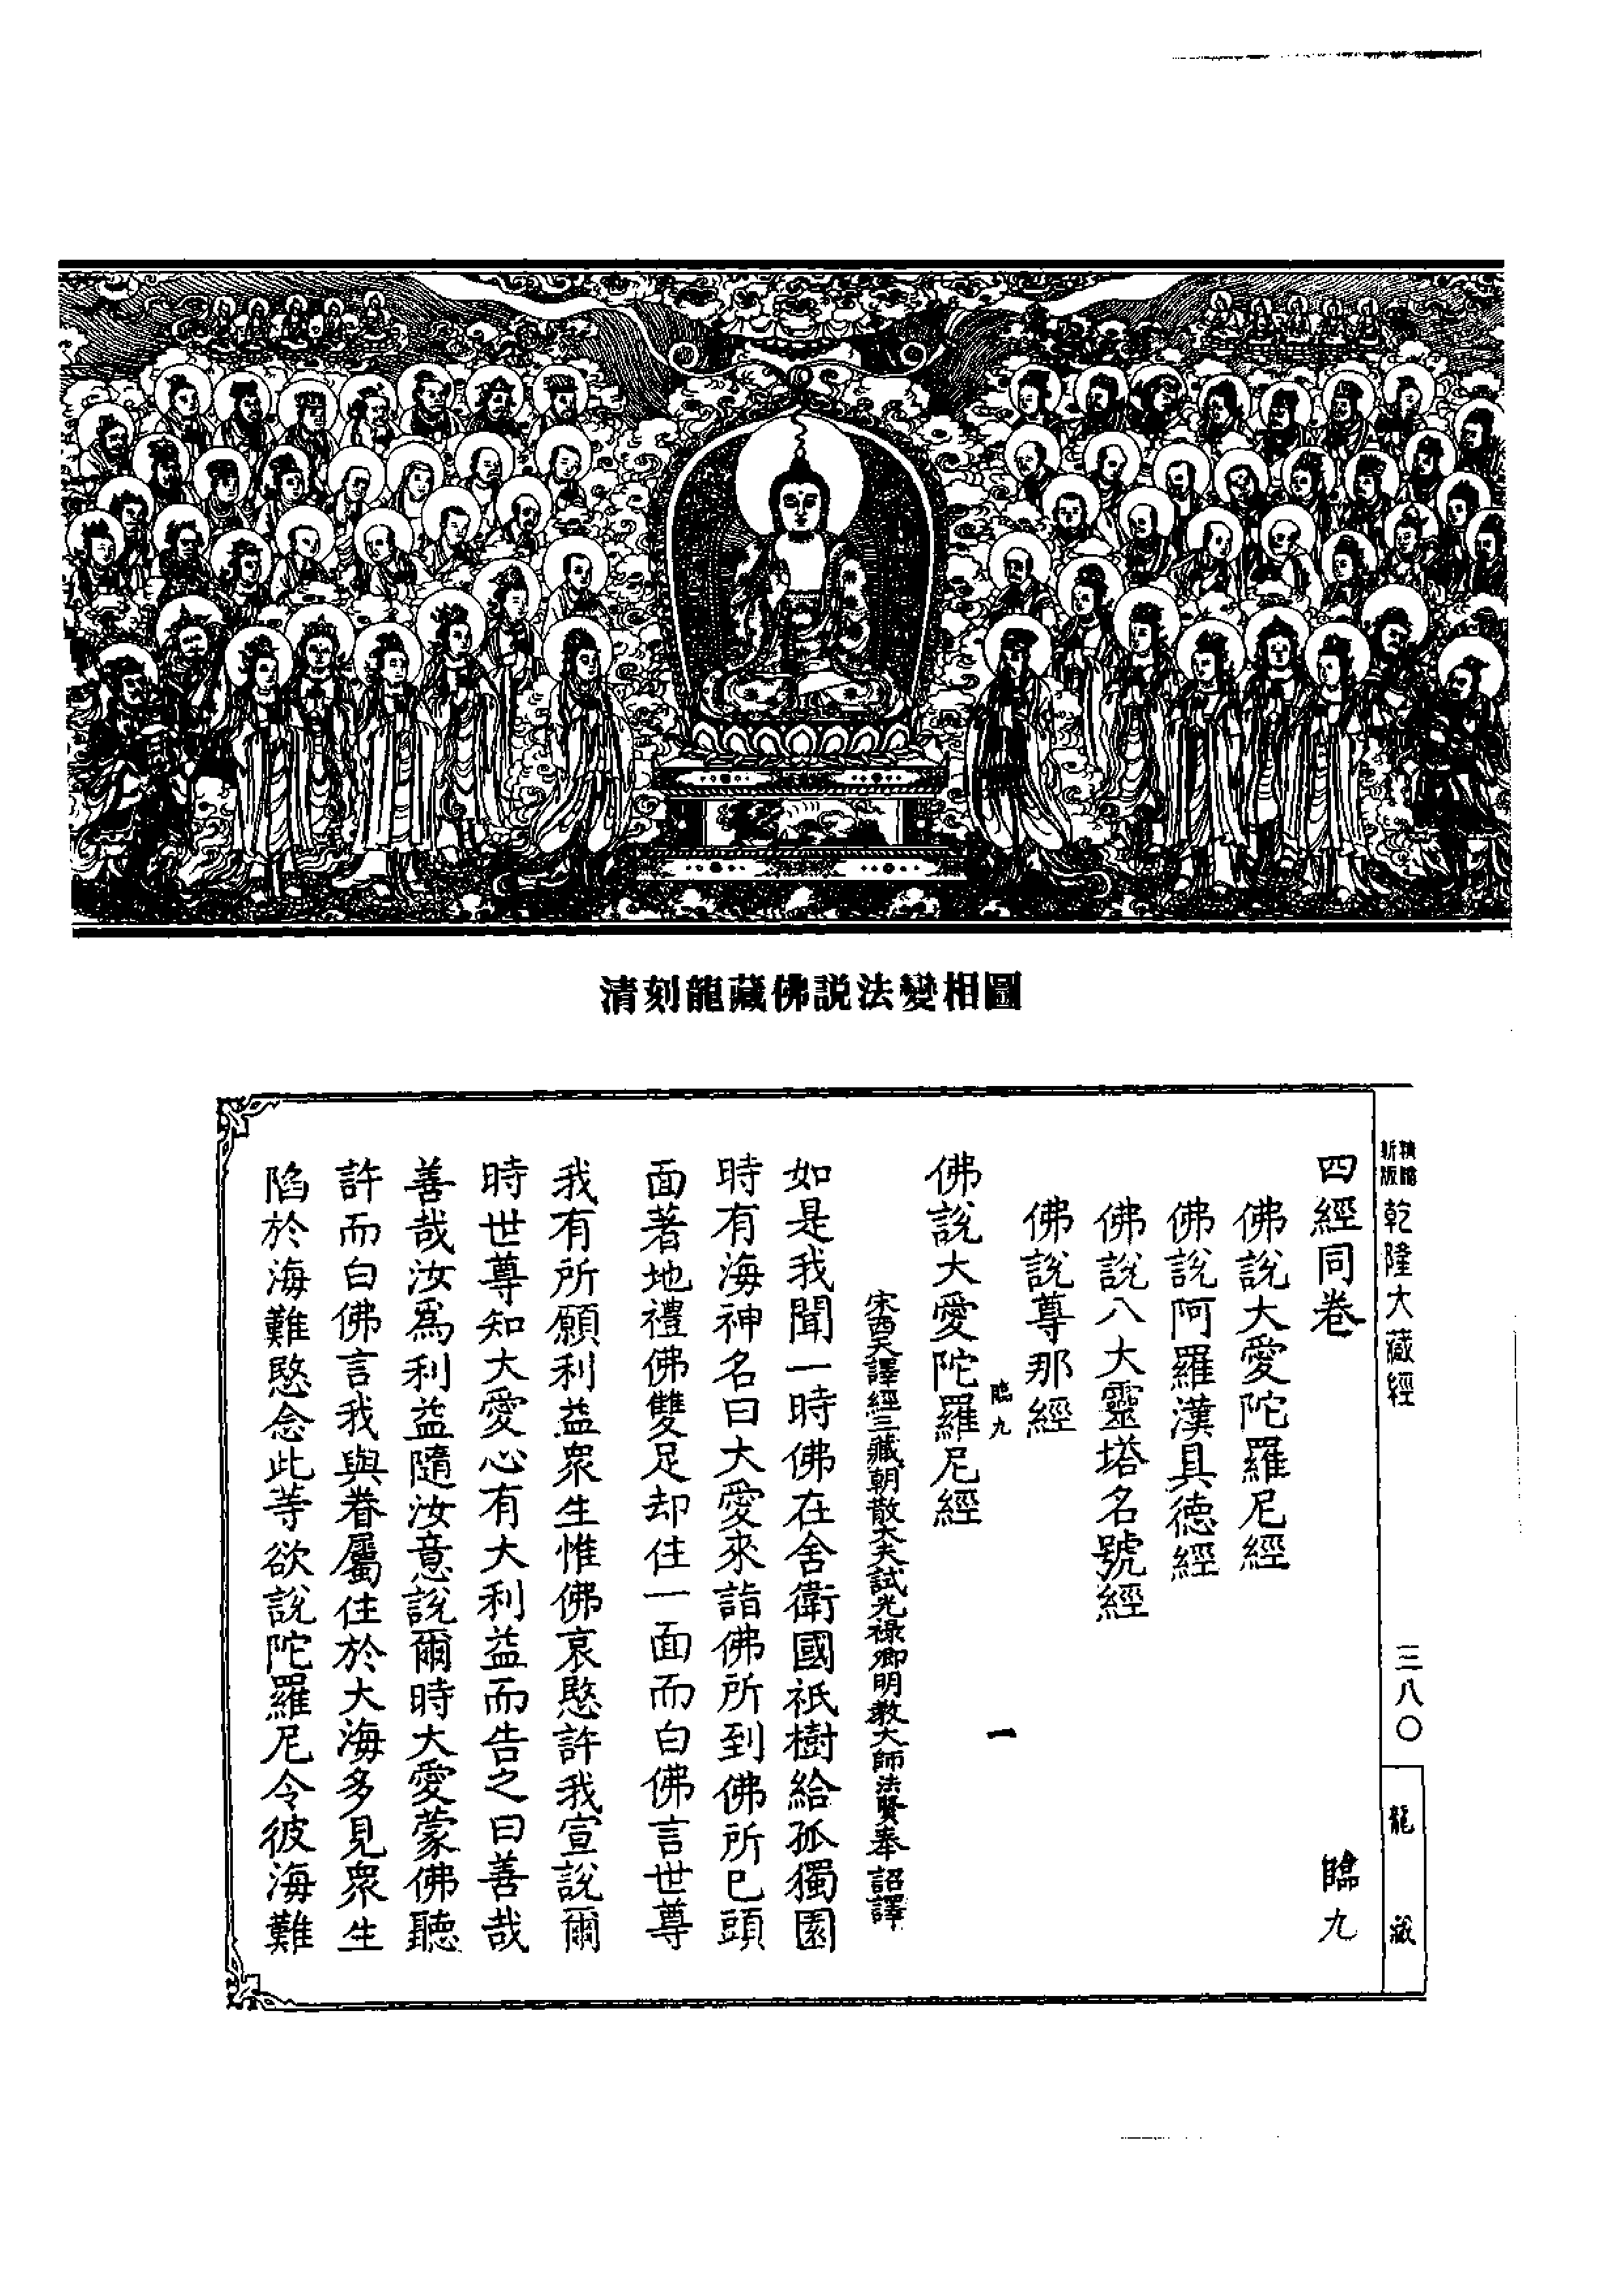 清刻龍藏佛説法變相圖
新版
乾隆大藏經
三八〇
龍藏
四經同卷
臨九
佛說大愛陀羅尼經
佛說阿羅漢具德經
佛說八大靈塔名號經
佛說尊那經
臨九
一
佛說大愛陀羅尼經
宋西天譯經三藏朝散大夫試光祿卿明教大師法賢奉詔譯
如是我聞一時佛在舍衛國祇樹給孤獨園
時有海神名曰大愛來詣佛所到佛所已頭
面著地禮佛雙足却住一面而白佛言世尊
我有所願利益衆生惟佛哀愍許我宣說爾
時世尊知大愛心有大利益而告之曰善哉
善哉汝爲利益隨汝意說爾時大愛蒙佛聽
許而白佛言我與眷屬住於大海多見衆生
陷於海難愍念此等欲說陀羅尼令彼海難